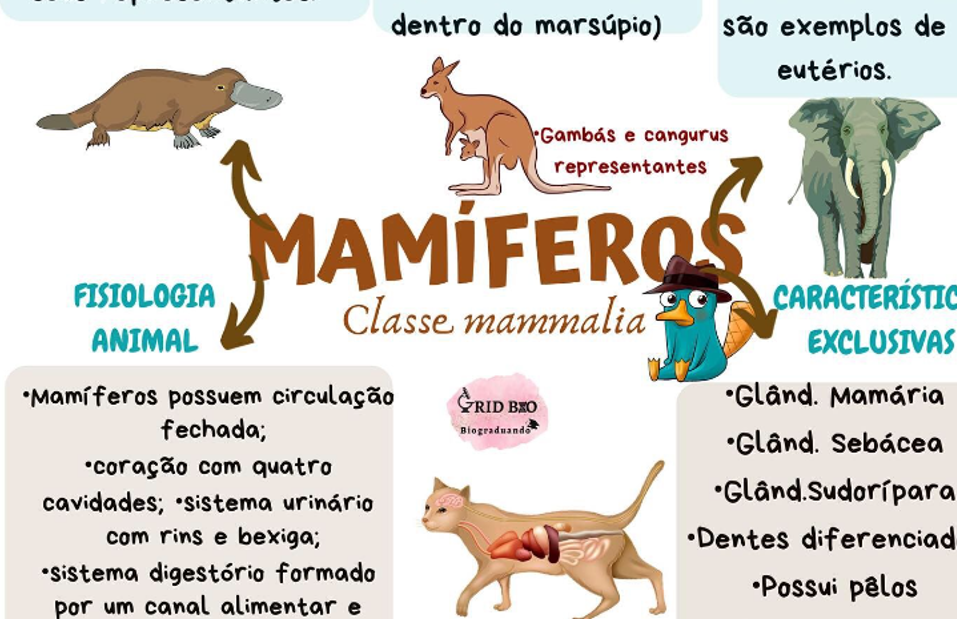 dentro do marsúpio)
são exemplos de
eutérios.
•Gambás e cangurus
representantes
MAMÍFEROS
Classe mammalia
FISIOLOGIA
ANIMAL
•Mamíferos possuem circulação
fechada;
•coração com quatro
cavidades; •sistema urinário
com rins e bexiga;
•sistema digestório formado
por um canal alimentar e
GRID BIO
Biograduando
CARACTERÍSTIC
EXCLUSIVAS
•Glând. Mamária
•Glând. Sebácea
•Glând.Sudorípara
•Dentes diferenciad
•Possui pêlos